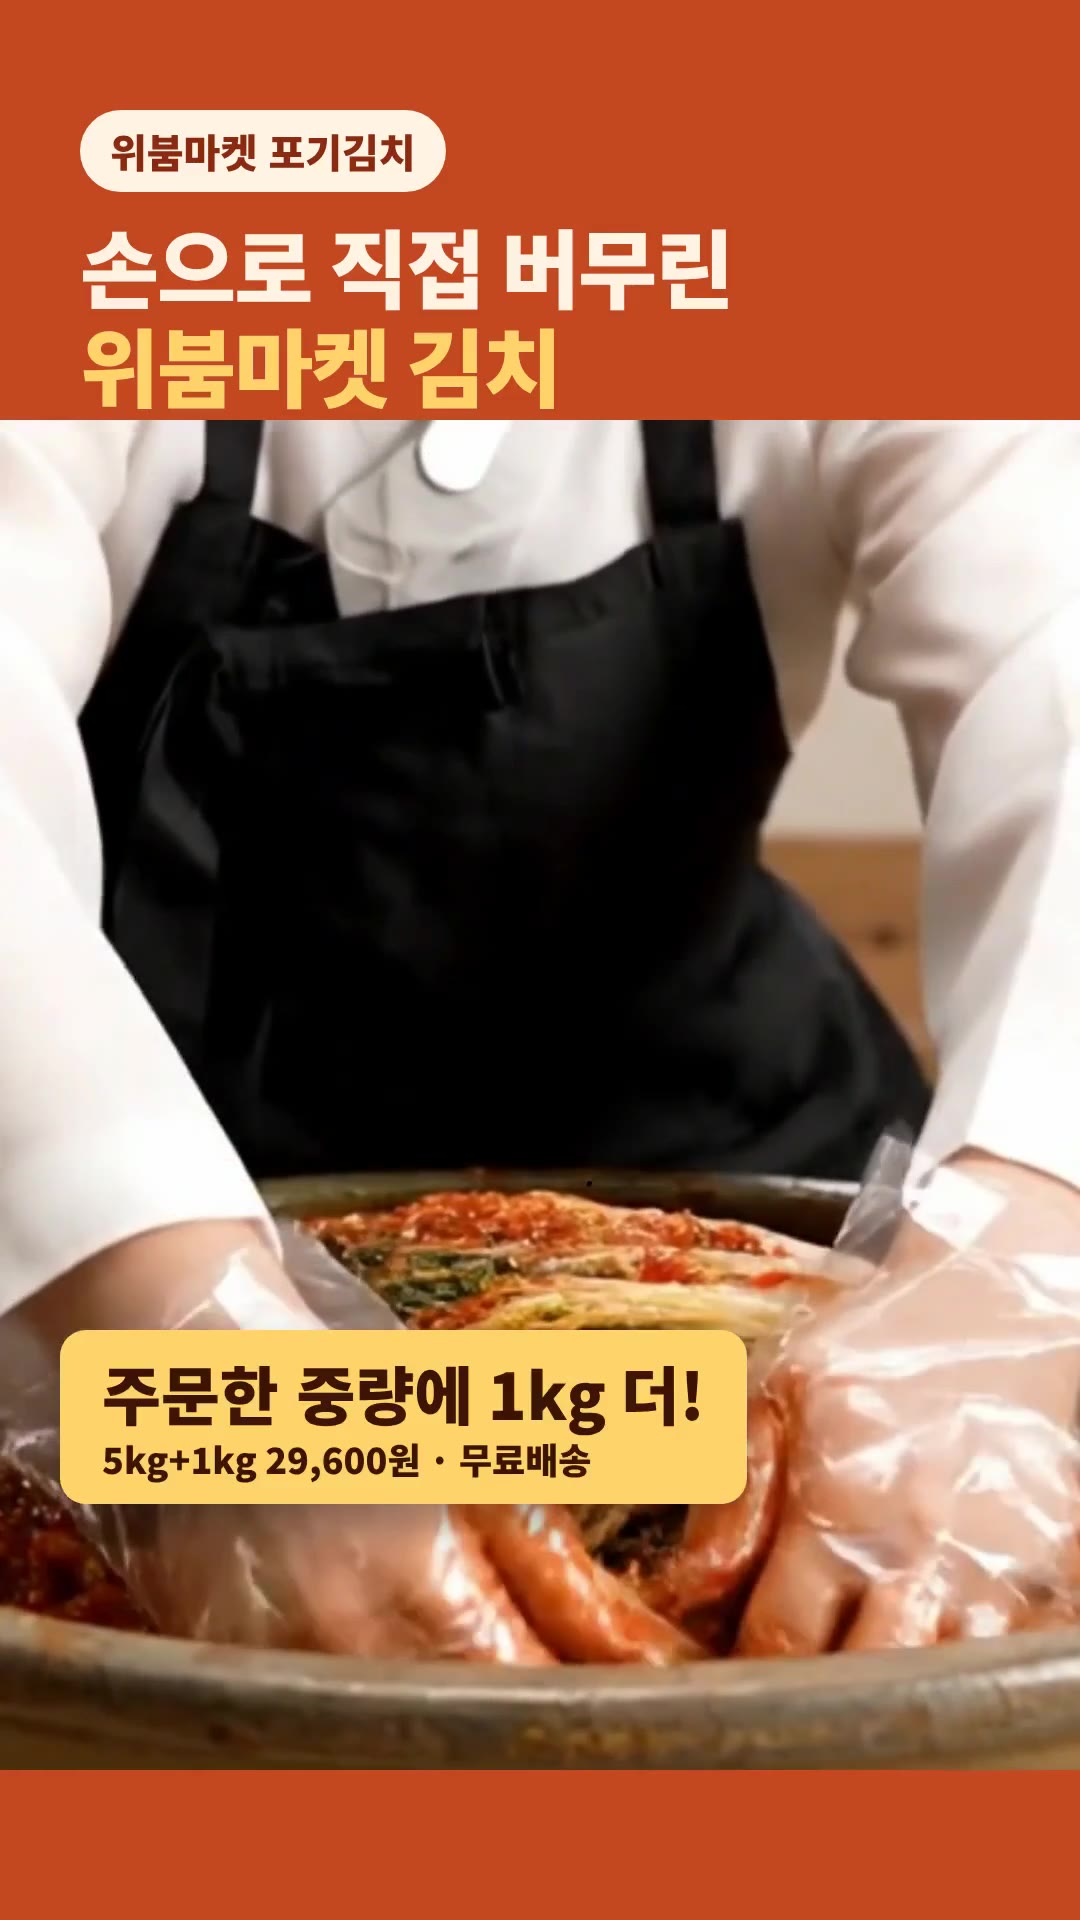 위붐마켓 포기김치
손으로 직접 버무린
위붐마켓 김치
주문한 중량에 1kg 더!
5kg+1kg 29,600원 · 무료배송